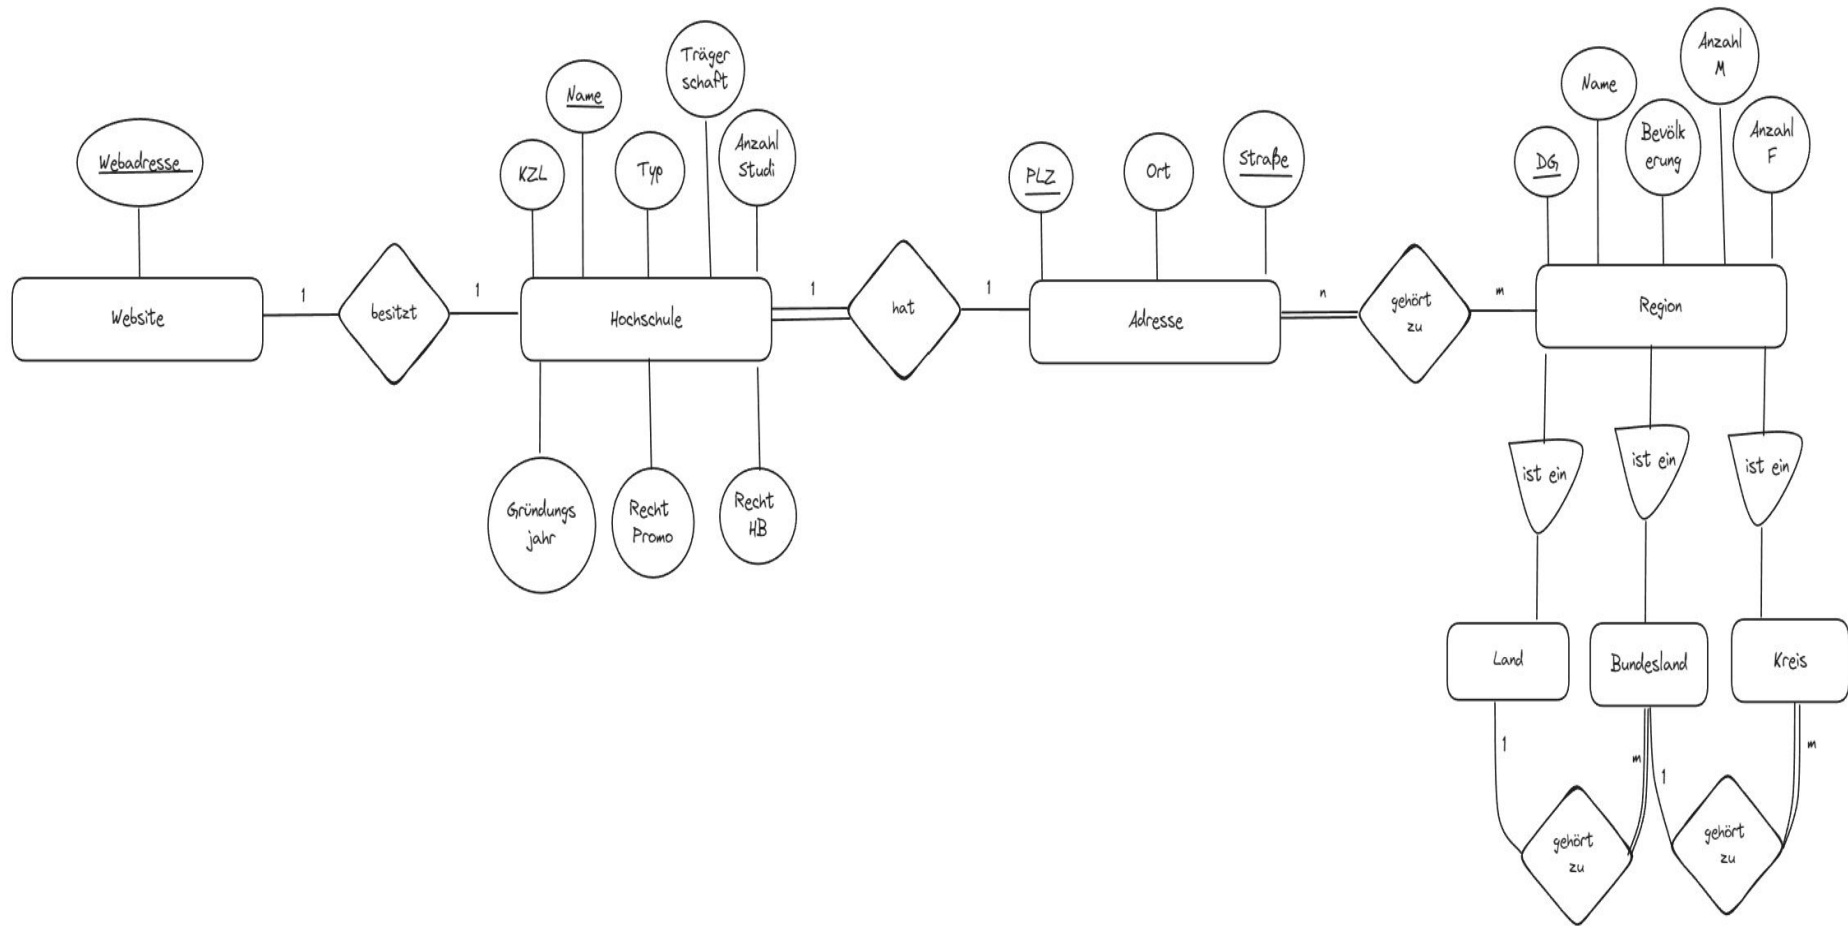 Anzahl
M
Träger
schaft
Name
Name
Anzahl
F
Bevölk
erung
Anzahl
Studi
Webadresse
KZL
Typ
PLZ
Ort
Straße
DG
Website
1
besitzt
1
Hochschule
1
hat
1
Adresse
n
gehört
zu
m
Region
ist ein
ist ein
ist ein
Gründungs
jahr
Recht
Promo
Recht
HB
Land
Bundesland
Kreis
1
m
1
m
gehört
zu
gehört
zu